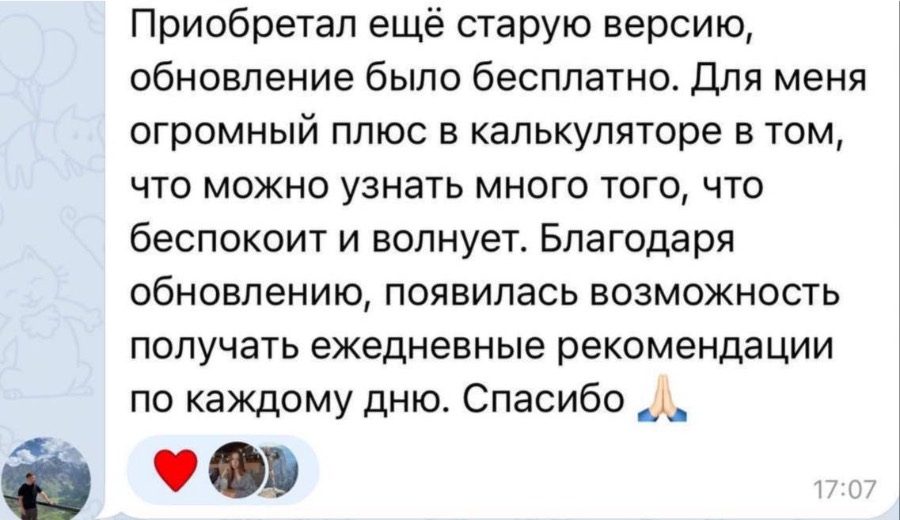 Приобретал ещё старую версию,
обновление было бесплатно. Для меня
огромный плюс в калькуляторе в том,
что можно узнать много того, что
беспокоит и волнует. Благодаря
обновлению, появилась возможность
получать ежедневные рекомендации
по каждому дню. Спасибо 🙏🏻
17:07